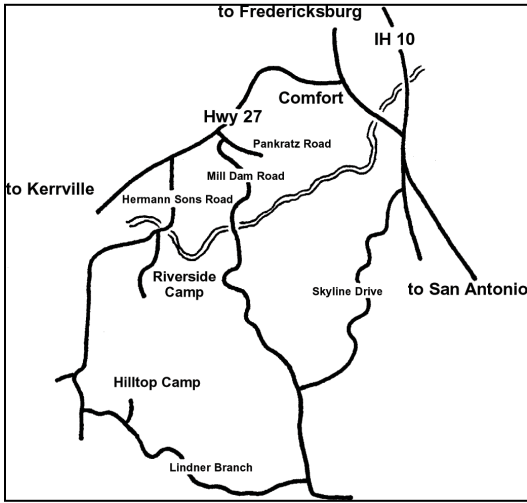 to Fredericksburg
IH 10
Comfort
Hwy 27
Pankratz Road
Mill Dam Road
to Kerrville
Hermann Sons Road
Riverside
Camp
Skyline Drive
to San Antonio
Hilltop Camp
Lindner Branch